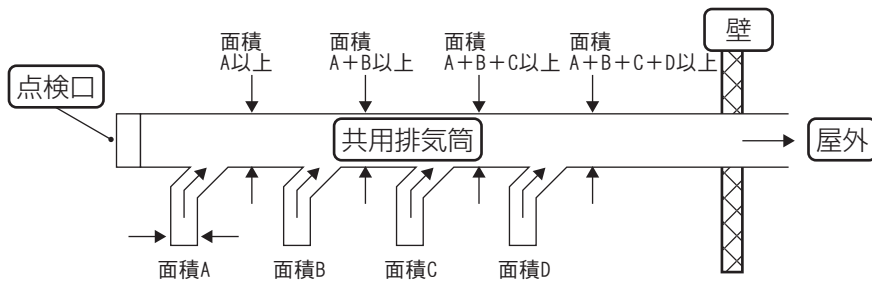 点検口
面積
A以上
面積
A＋B以上
面積
A＋B＋C以上
面積
A＋B＋C＋D以上
壁
共用排気筒
屋外
面積A
面積B
面積C
面積D